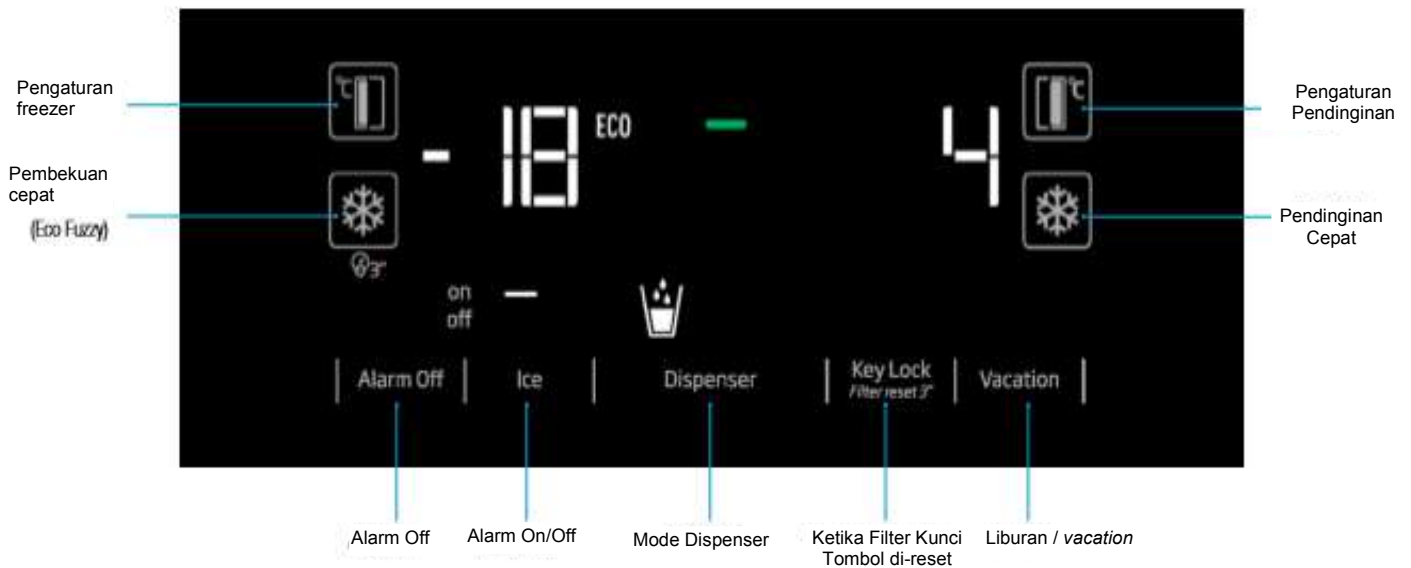 Pengaturan
freezer
Pembekuan
cepat
(Eco Fuzzy)
°C
- 18
ECO
3"
on
off
4
°C
Pengaturan
Pendinginan
Pendinginan
Cepat
Alarm Off
Ice
Dispenser
Key Lock
Filter reset 3"
Vacation
Alarm Off
Alarm On/Off
Mode Dispenser
Ketika Filter Kunci
Tombol di-reset
Liburan / vacation